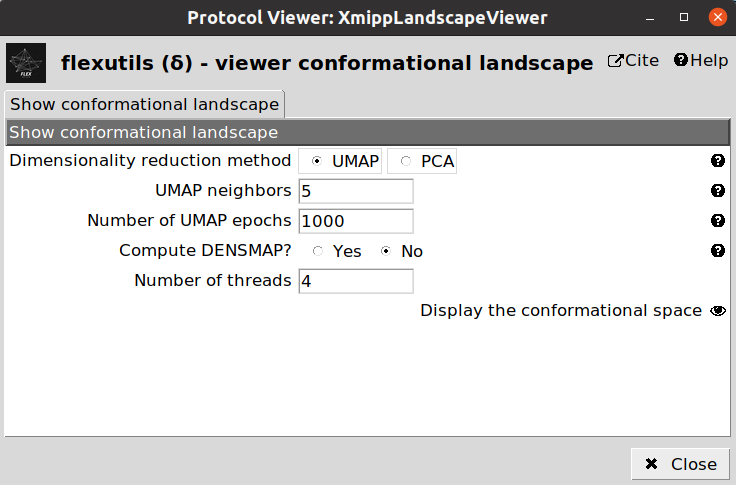 Protocol Viewer: XmippLandscapeViewer
FLEX
flexutils (δ) - viewer conformational landscape
Cite
Help
Show conformational landscape
Show conformational landscape
Dimensionality reduction method UMAP PCA
UMAP neighbors 5
Number of UMAP epochs 1000
Compute DENSMAP? Yes No
Number of threads 4
Display the conformational space
Close